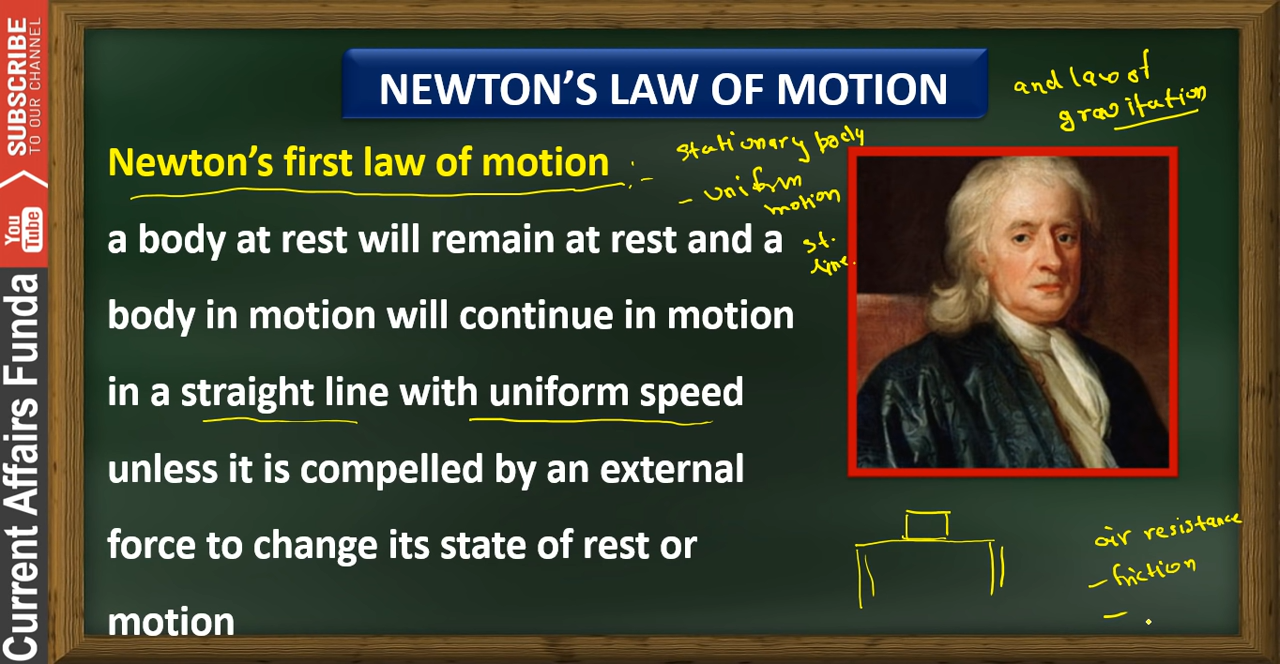 SUBSCRIBE
TO OUR CHANNEL
You
Tube
Current Affairs Funda
NEWTON’S LAW OF MOTION
and law of
gravitation
Newton’s first law of motion :-
stationary body
- uniform
motion
st.
line.
a body at rest will remain at rest and a
body in motion will continue in motion
in a straight line with uniform speed
unless it is compelled by an external
force to change its state of rest or
motion
air resistance
- friction
-